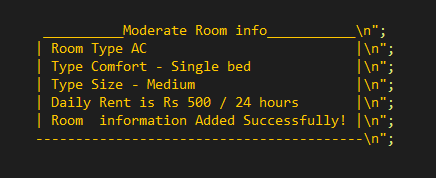 __________Moderate Room info___________\n";
| Room Type AC                          |\n";
| Type Comfort - Single bed             |\n";
| Type Size - Medium                    |\n";
| Daily Rent is Rs 500 / 24 hours       |\n";
| Room  information Added Successfully! |\n";
-----------------------------------------\n";